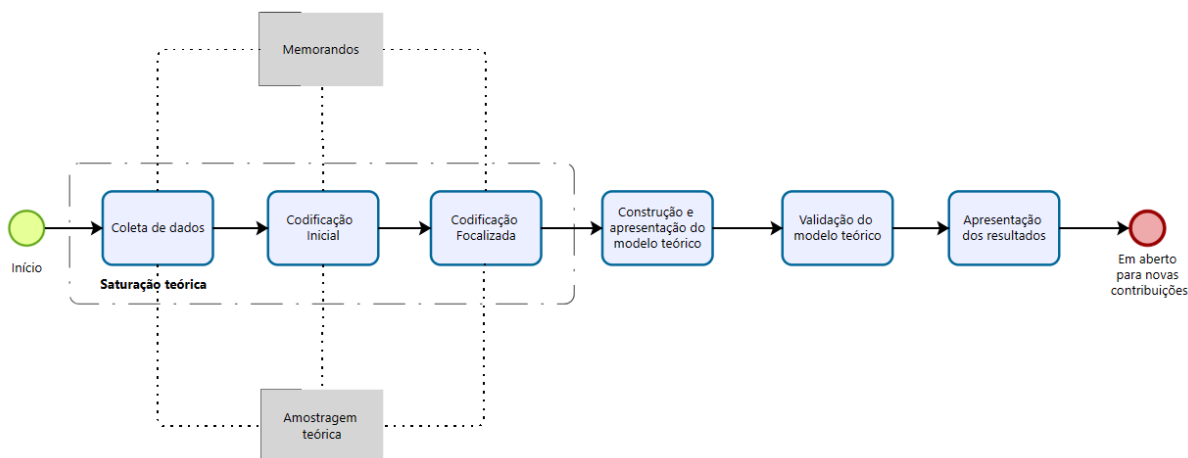 Memorandos
Coleta de dados
Codificação
Inicial
Codificação
Focalizada
Construção e
apresentação do
modelo teórico
Validação do
modelo teórico
Apresentação
dos resultados
Início
Saturação teórica
Em aberto
para novas
contribuições
Amostragem
teórica